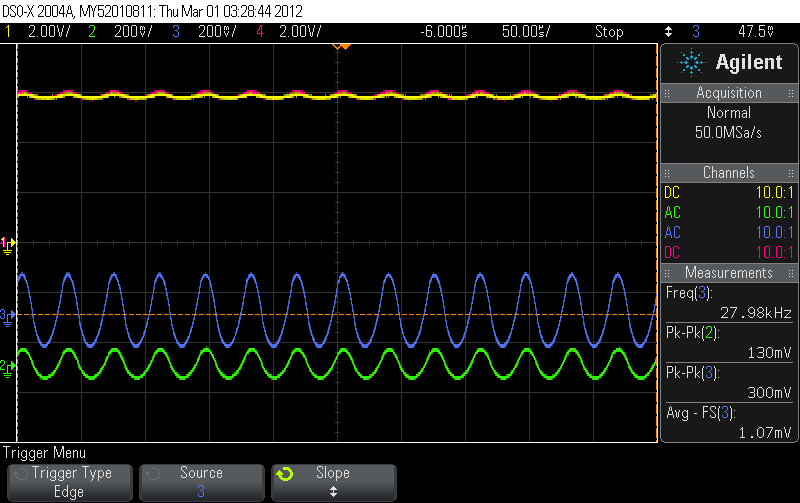 DSO-X 2004A, MY52010811: Thu Mar 01 03:28:44 2012
1 2.00V/ 2 200mV/ 3 200mV/ 4 2.00V/ -6.000s 50.00s/ Stop 3 47.5mV
Agilent
Acquisition
Normal
50.0MSa/s
Channels
DC 10.0:1
AC 10.0:1
AC 10.0:1
DC 10.0:1
Measurements
Freq(3):
27.98kHz
Pk-Pk(2):
130mV
Pk-Pk(3):
300mV
Avg - FS(3):
1.07mV
1
3
2
Trigger Menu
Trigger Type
Edge
Source
3
Slope